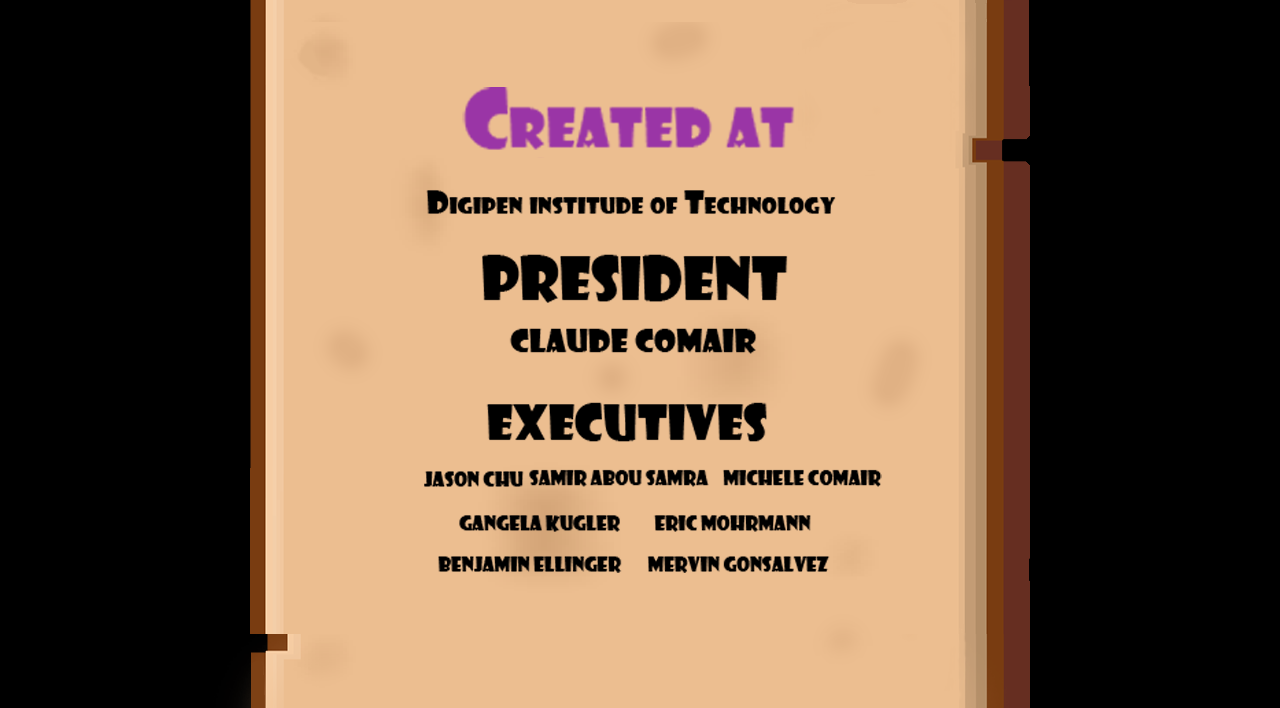 Created at
Digipen institude of Technology
PRESIDENT
CLAUDE COMAIR
EXECUTIVES
JASON CHU SAMIR ABOU SAMRA MICHELE COMAIR
GANGELA KUGLER ERIC MOHRMANN
BENJAMIN ELLINGER MERVIN GONSALVEZ